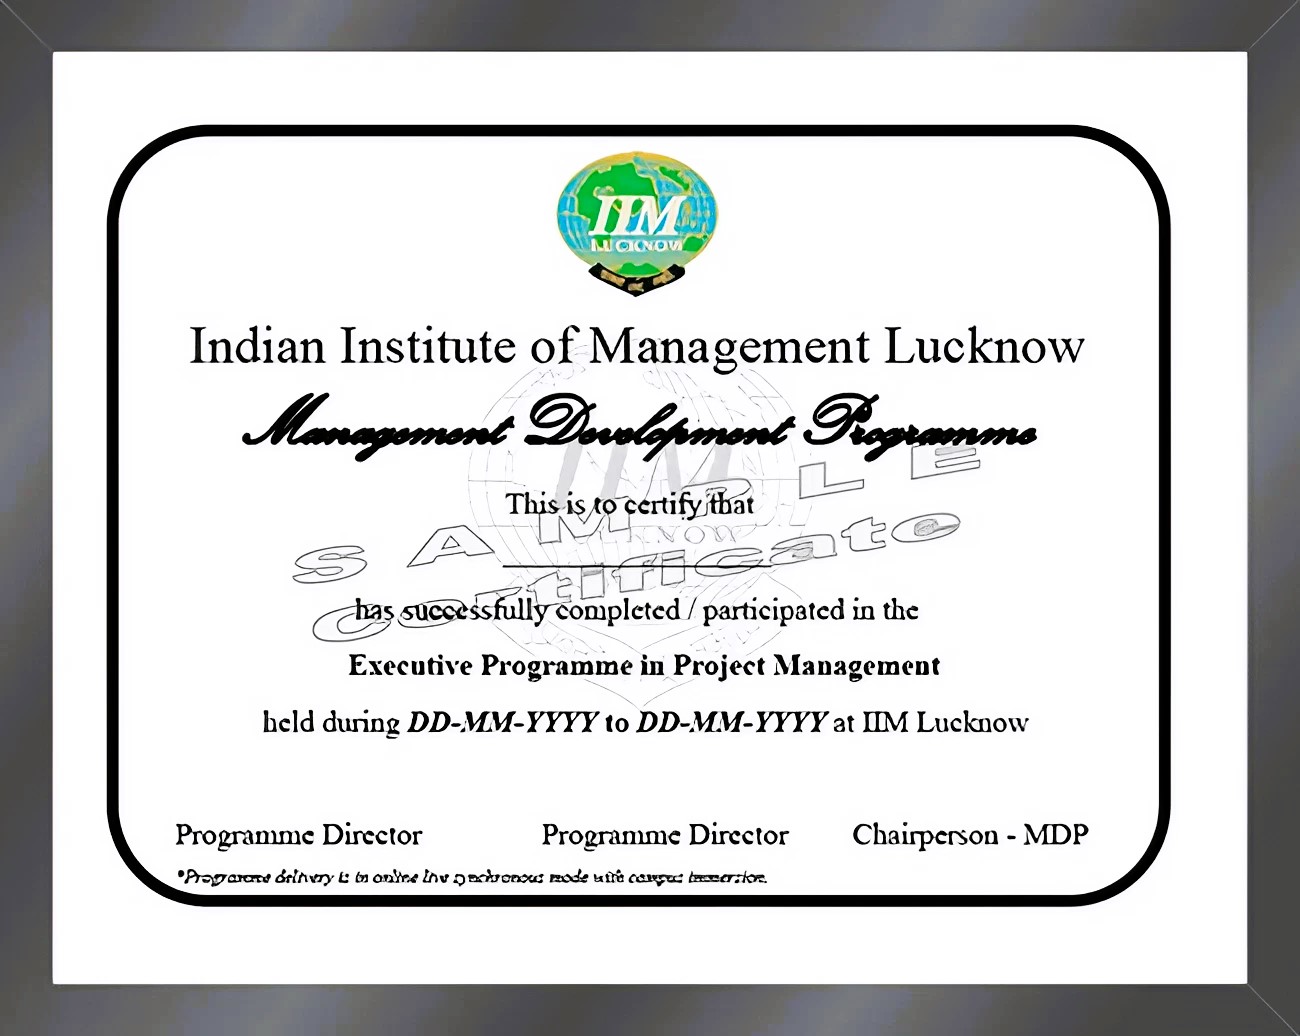 IIM
LUCKNOW
Indian Institute of Management Lucknow
Management Development Programme
This is to certify that
SAMPLE
Certificate
has successfully completed / participated in the
Executive Programme in Project Management
held during DD-MM-YYYY to DD-MM-YYYY at IIM Lucknow
Programme Director Programme Director Chairperson - MDP
*Programme delivery is in online live synchronous mode with campus immersion.